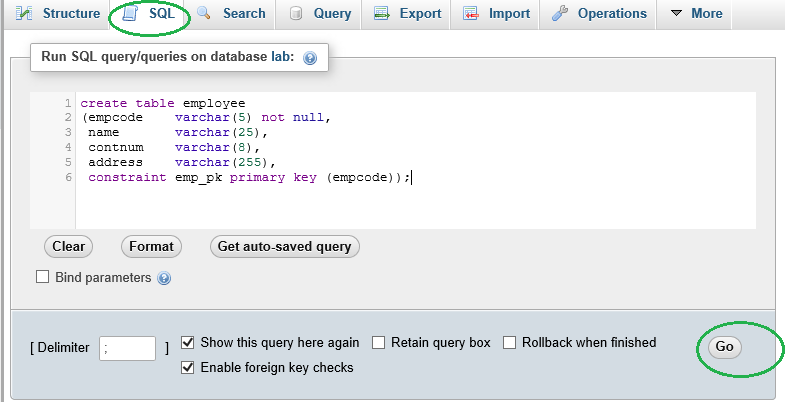 Structure SQL Search Query Export Import Operations More
Run SQL query/queries on database lab:
1 create table employee
2 (empcode varchar(5) not null,
3 name varchar(25),
4 contnum varchar(8),
5 address varchar(255),
6 constraint emp_pk primary key (empcode));
Clear Format Get auto-saved query
Bind parameters
[ Delimiter ; ] Show this query here again Retain query box Rollback when finished Go
Enable foreign key checks